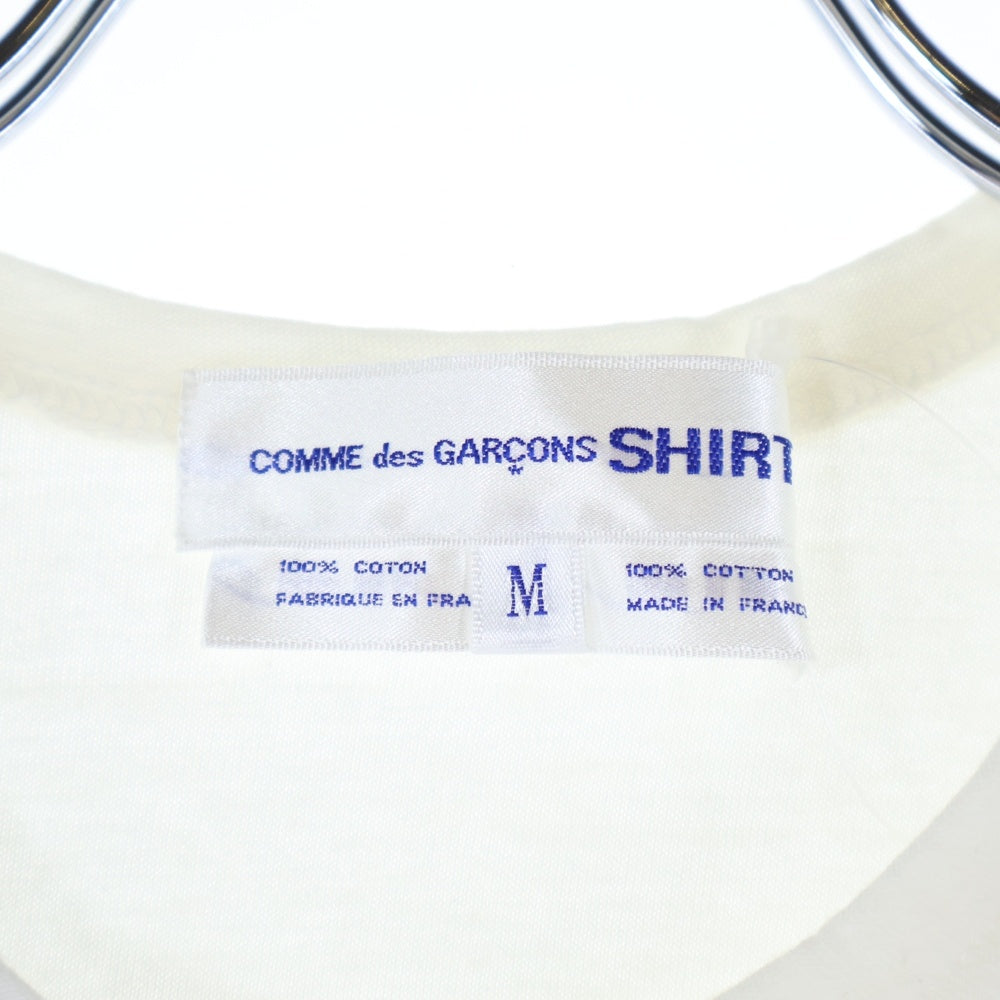 COMME des GARÇONS SHIRT
100% COTON
FABRIQUE EN FRA
M
100% COTTON
MADE IN FRANCE